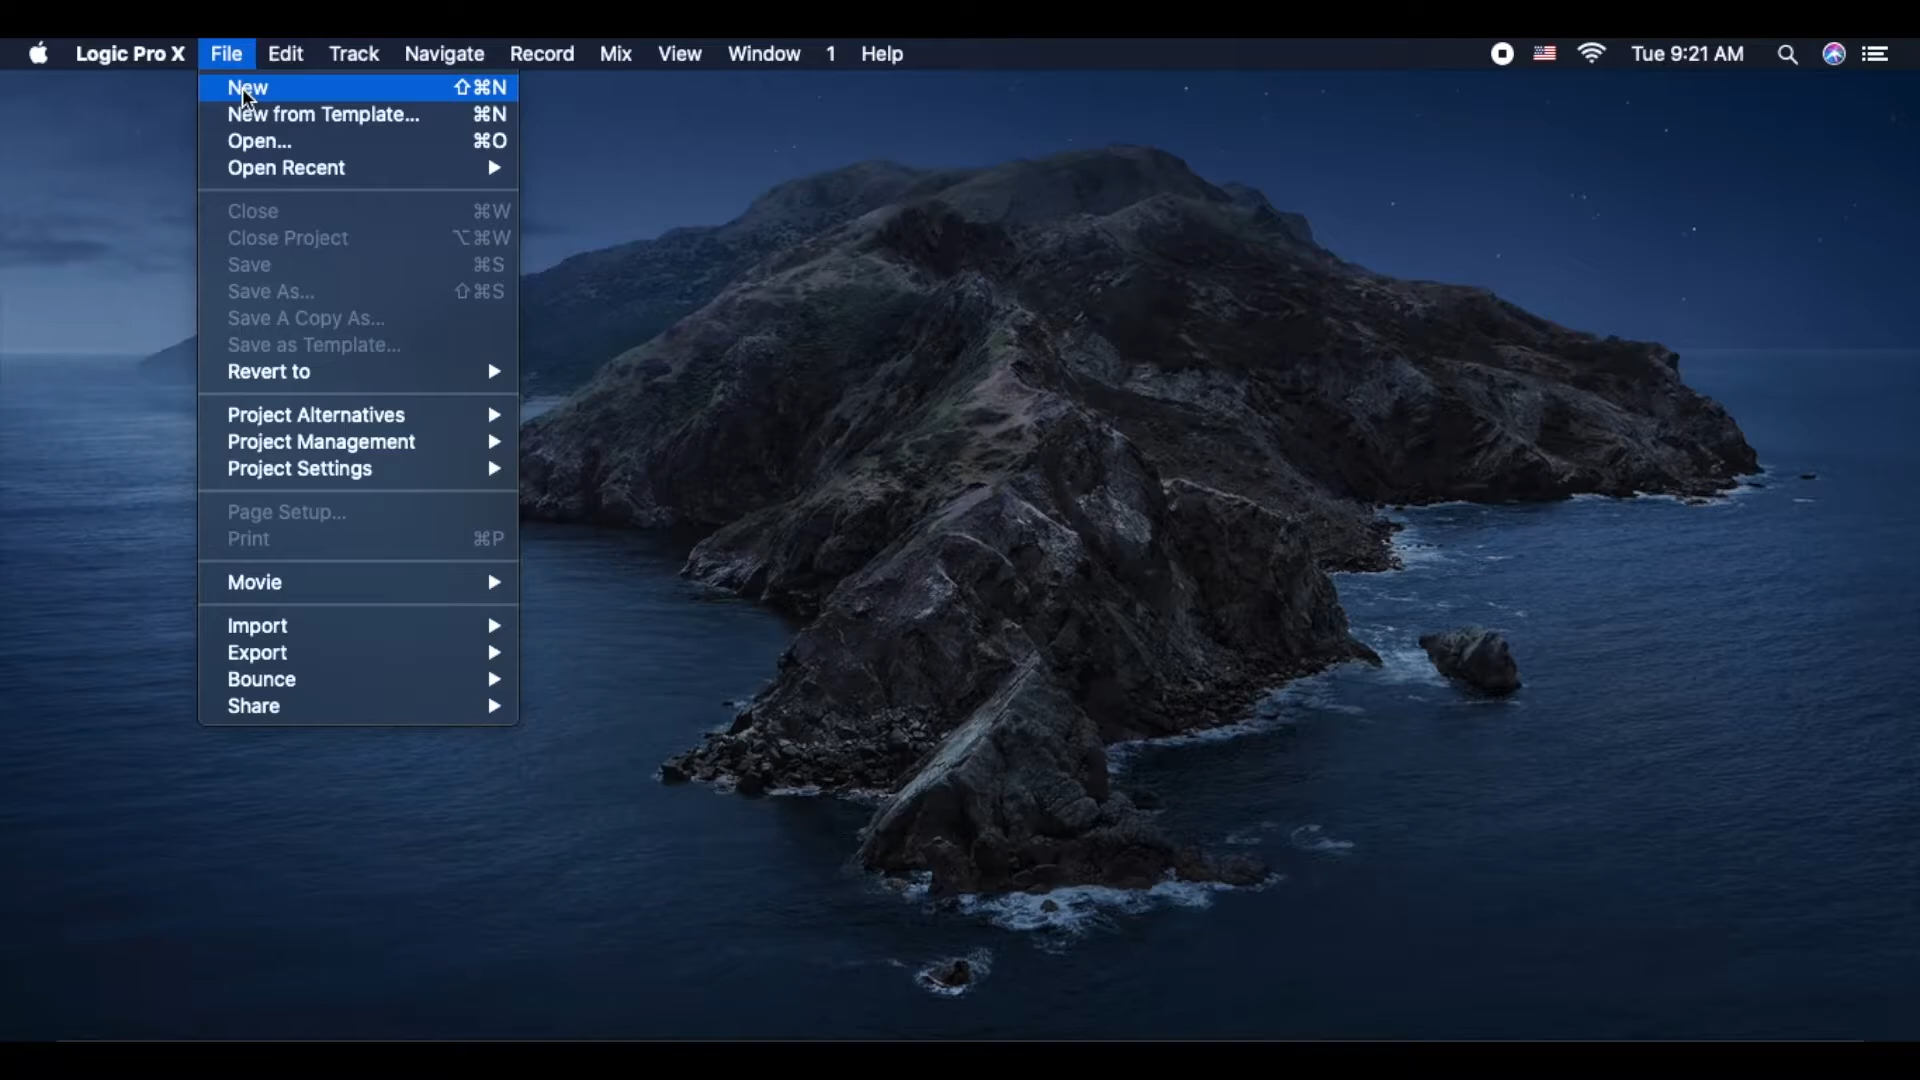 Logic Pro X File Edit Track Navigate Record Mix View Window 1 Help Tue 9:21 AM
New ⇧⌘N
New from Template... ⌘N
Open... ⌘O
Open Recent
Close ⌘W
Close Project ⌥⌘W
Save ⌘S
Save As... ⇧⌘S
Save A Copy As...
Save as Template...
Revert to
Project Alternatives
Project Management
Project Settings
Page Setup...
Print ⌘P
Movie
Import
Export
Bounce
Share